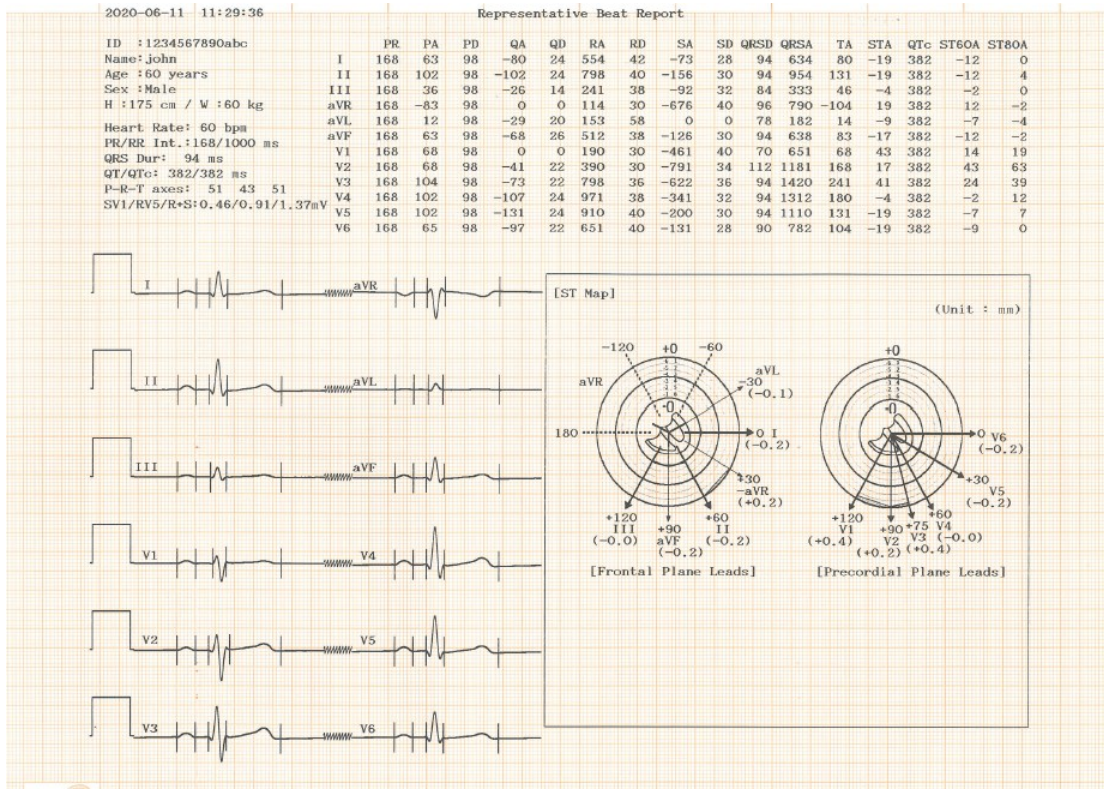 2020-06-11 11:29:36 Representative Beat Report
ID :1234567890abc
Name:john
Age :60 years
Sex :Male
H :175 cm / W :60 kg
Heart Rate: 60 bpm
PR/RR Int.:168/1000 ms
QRS Dur: 94 ms
QT/QTc: 382/382 ms
P-R-T axes: 51 43 51
SV1/RV5/R+S:0.46/0.91/1.37mV
PR PA PD QA QD RA RD SA SD QRSD QRSA TA STA QTc ST60A ST80A
I 168 63 98 -80 24 554 42 -73 28 94 634 80 -19 382 -12 0
II 168 102 98 -102 24 798 40 -156 30 94 954 131 -19 382 -12 4
III 168 36 98 -26 14 241 38 -92 32 84 333 46 -4 382 -2 0
aVR 168 -83 98 0 0 114 30 -676 40 96 790 -104 19 382 12 -2
aVL 168 12 98 -29 20 153 58 0 0 78 182 14 -9 382 -7 -4
aVF 168 63 98 -68 26 512 38 -126 30 94 638 83 -17 382 -12 -2
V1 168 68 98 0 0 190 30 -461 40 70 651 68 43 382 14 19
V2 168 68 98 -41 22 390 30 -791 34 112 1181 168 17 382 43 63
V3 168 104 98 -73 22 798 36 -622 36 94 1420 241 41 382 24 39
V4 168 102 98 -107 24 971 38 -341 32 94 1312 180 -4 382 -2 12
V5 168 102 98 -131 24 910 40 -200 30 94 1110 131 -19 382 -7 7
V6 168 65 98 -97 22 651 40 -131 28 90 782 104 -19 382 -9 0
I aVR
II aVL
III aVF
V1 V4
V2 V5
V3 V6
[ST Map]
(Unit : mm)
-120 +0 -60
aVR
aVL
-30
(-0.1)
-0
180
0 I
(-0.2)
+30
-aVR
(+0.2)
+120
III
(-0.0)
+90
aVF
(-0.2)
+60
II
(-0.2)
[Frontal Plane Leads]
+0
-0
0 V6
(-0.2)
+30
V5
(-0.2)
+120
V1
(+0.4)
+90
V2
(+0.2)
+75
V3
(+0.4)
+60
V4
(-0.0)
[Precordial Plane Leads]